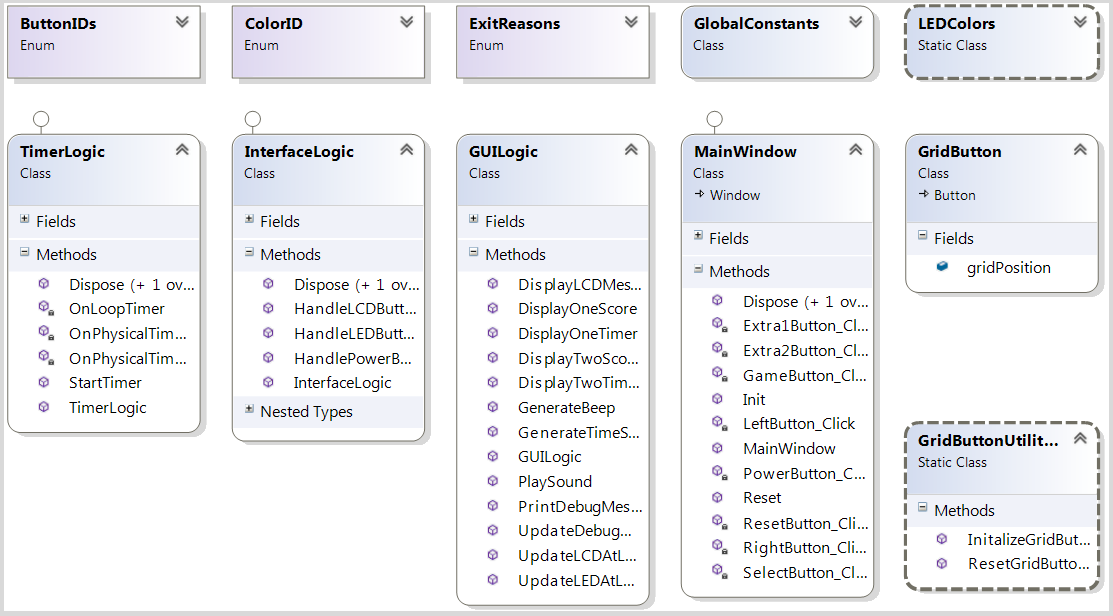 ButtonIDs
Enum
ColorID
Enum
ExitReasons
Enum
GlobalConstants
Class
LEDColors
Static Class
TimerLogic
Class
Fields
Methods
Dispose (+ 1 ov...
OnLoopTimer
OnPhysicalTim...
OnPhysicalTim...
StartTimer
TimerLogic
InterfaceLogic
Class
Fields
Methods
Dispose (+ 1 ov...
HandleLCDButt...
HandleLEDButt...
HandlePowerB...
InterfaceLogic
Nested Types
GUILogic
Class
Fields
Methods
DisplayLCDMes...
DisplayOneScore
DisplayOneTimer
DisplayTwoSco...
DisplayTwoTim...
GenerateBeep
GenerateTimeS...
GUILogic
PlaySound
PrintDebugMes...
UpdateDebug...
UpdateLCDAtL...
UpdateLEDAtL...
MainWindow
Class
Window
Fields
Methods
Dispose (+ 1 ov...
Extra1Button_Cl...
Extra2Button_Cl...
GameButton_Cl...
Init
LeftButton_Click
MainWindow
PowerButton_C...
Reset
ResetButton_Cli...
RightButton_Cli...
SelectButton_Cl...
GridButton
Class
Button
Fields
gridPosition
GridButtonUtilit...
Static Class
Methods
InitalizeGridBut...
ResetGridButto...